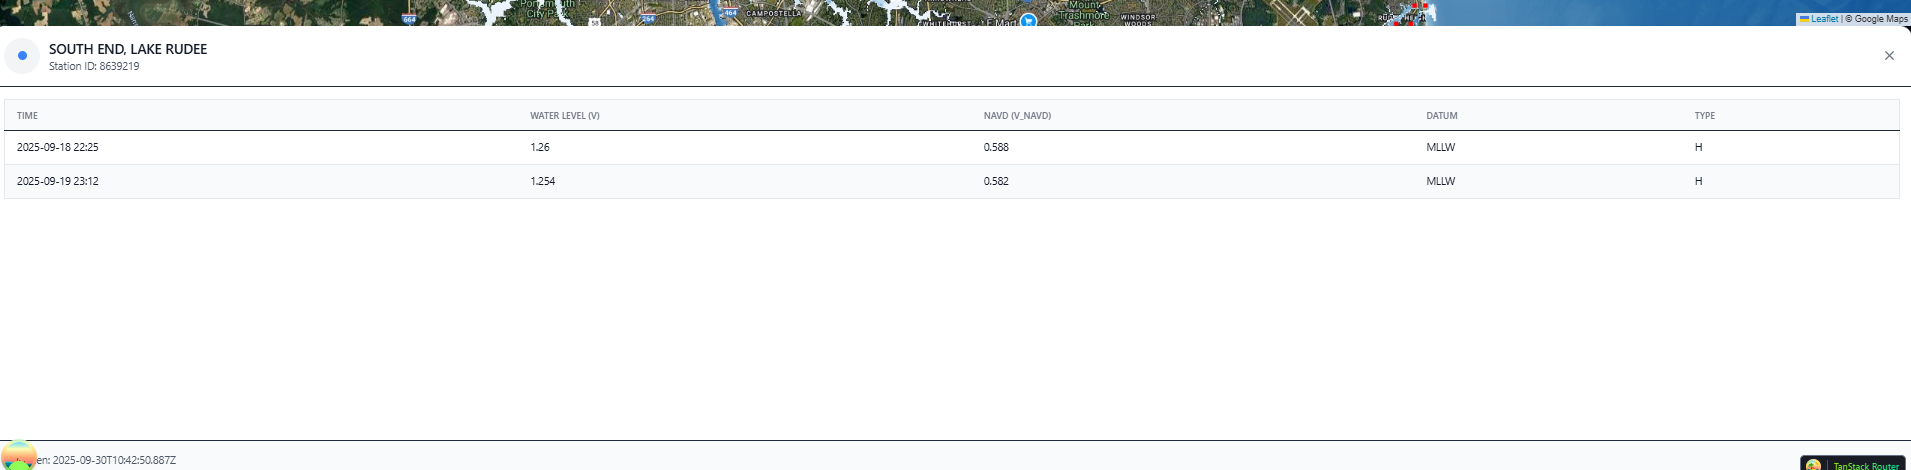 Portsmouth
City Park
664
264
464
CAMPOSTELLA
F Mart
Mount
Trashmore
Park
WINDSOR
WOODS
Leaflet | © Google Maps
SOUTH END, LAKE RUDEE
Station ID: 8639219
TIME WATER LEVEL (V) NAVD (V_NAVD) DATUM TYPE
2025-09-18 22:25 1.26 0.588 MLLW H
2025-09-19 23:12 1.254 0.582 MLLW H
en: 2025-09-30T10:42:50.887Z
TanStack Router